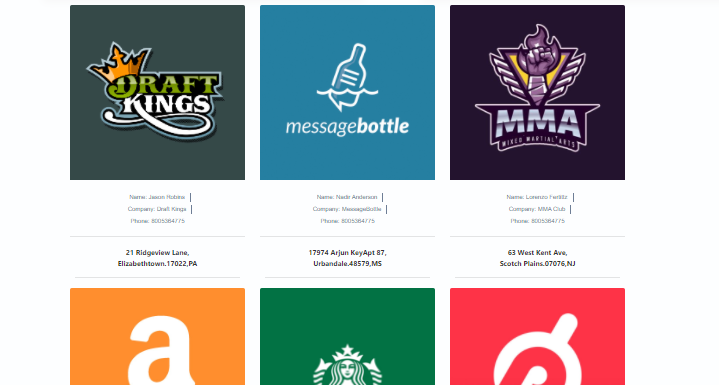 DRAFT
KINGS
messagebottle
MMA
MIXED MARTIAL ARTS
Name: Jason Robins
Company: Draft Kings
Phone: 8005364775
Name: Nadir Anderson
Company: MessageBottle
Phone: 8005364775
Name: Lorenzo Fertittz
Company: MMA Club
Phone: 8005364775
21 Ridgeview Lane,
Elizabethtown.17022,PA
17974 Arjun KeyApt 87,
Urbandale.48579,MS
63 West Kent Ave,
Scotch Plains.07076,NJ
a